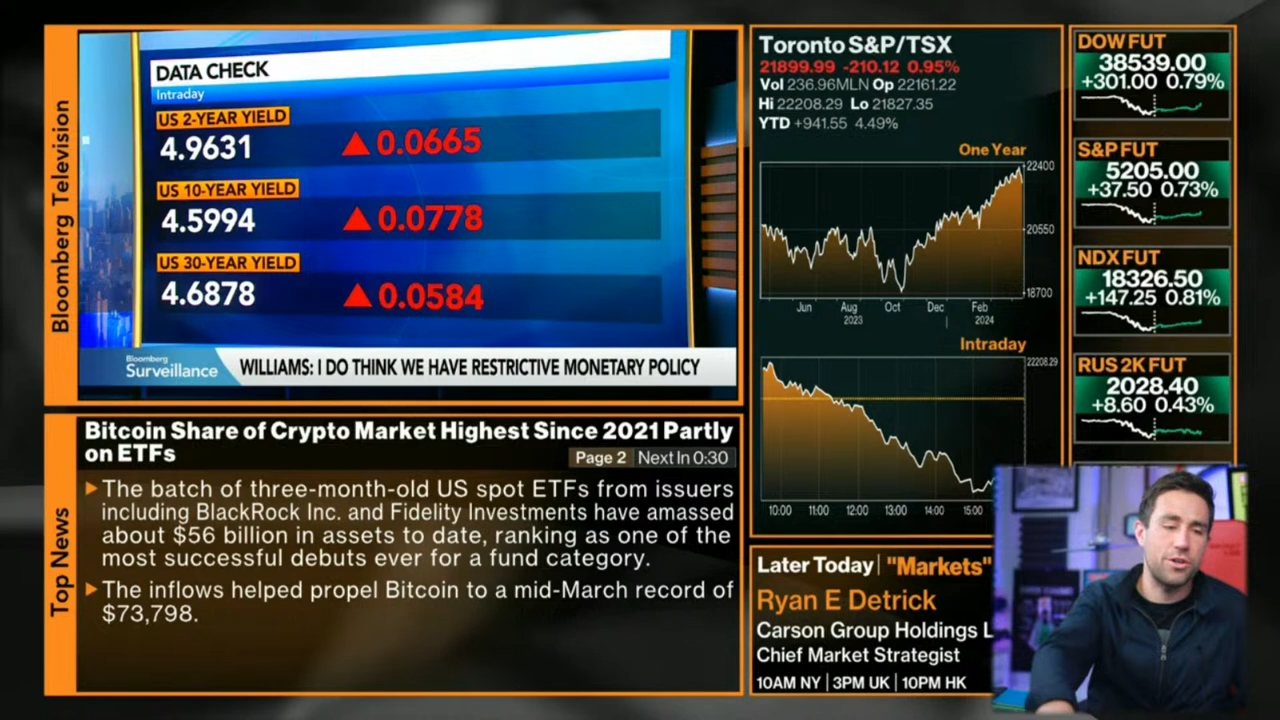 Bloomberg Television
DATA CHECK
Intraday
US 2-YEAR YIELD
4.9631 ▲0.0665
US 10-YEAR YIELD
4.5994 ▲0.0778
US 30-YEAR YIELD
4.6878 ▲0.0584
Bloomberg
Surveillance
WILLIAMS: I DO THINK WE HAVE RESTRICTIVE MONETARY POLICY
Top News
Bitcoin Share of Crypto Market Highest Since 2021 Partly
on ETFs
Page 2 Next In 0:30
The batch of three-month-old US spot ETFs from issuers
including BlackRock Inc. and Fidelity Investments have amassed
about $56 billion in assets to date, ranking as one of the
most successful debuts ever for a fund category.
The inflows helped propel Bitcoin to a mid-March record of
$73,798.
Toronto S&P/TSX
21899.99 -210.12 0.95%
Vol 236.96MLN Op 22161.22
Hi 22208.29 Lo 21827.35
YTD +941.55 4.49%
One Year
22400
20550
18700
Jun Aug Oct Dec Feb
2023 2024
Intraday
22208.29
10:00 11:00 12:00 13:00 14:00 15:00
Later Today | "Markets"
Ryan E Detrick
Carson Group Holdings L
Chief Market Strategist
10AM NY | 3PM UK | 10PM HK
DOW FUT
38539.00
+301.00 0.79%
S&P FUT
5205.00
+37.50 0.73%
NDX FUT
18326.50
+147.25 0.81%
RUS 2K FUT
2028.40
+8.60 0.43%